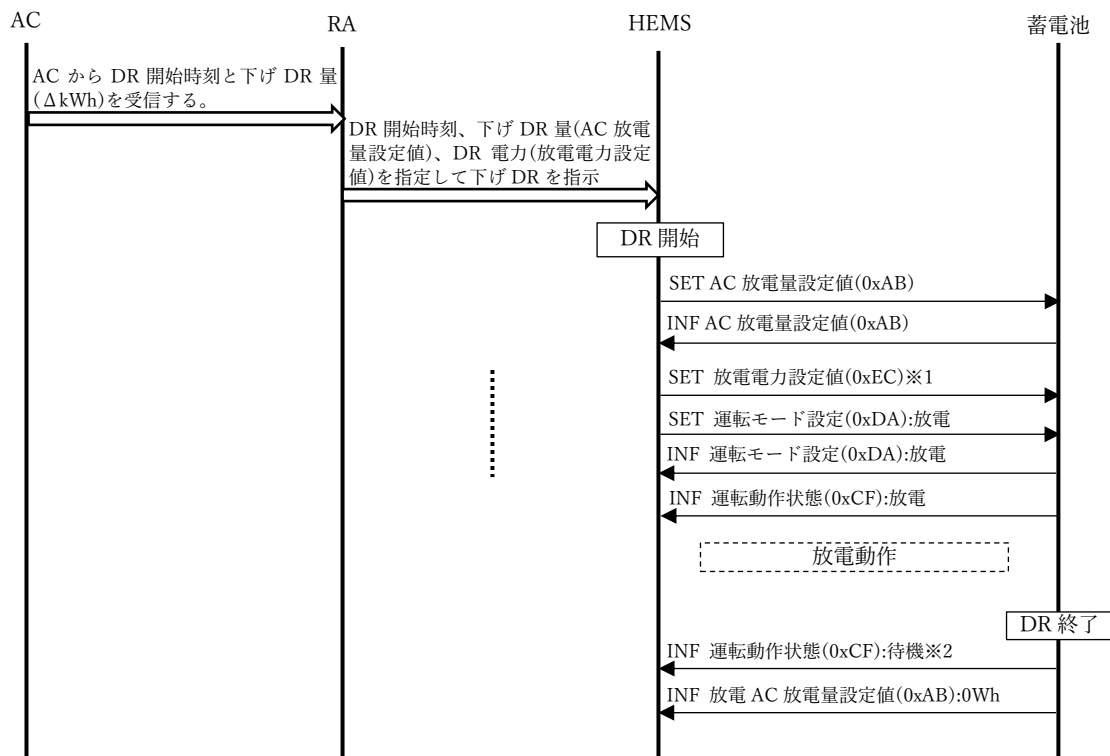 AC
RA
HEMS
蓄電池
AC から DR 開始時刻と下げ DR 量
(ΔkWh)を受信する。
DR 開始時刻、下げ DR 量(AC 放電
量設定値)、DR 電力(放電電力設定
値)を指定して下げ DR を指示
DR 開始
SET AC 放電量設定値(0xAB)
INF AC 放電量設定値(0xAB)
SET 放電電力設定値(0xEC)※1
SET 運転モード設定(0xDA):放電
INF 運転モード設定(0xDA):放電
INF 運転動作状態(0xCF):放電
放電動作
DR 終了
INF 運転動作状態(0xCF):待機※2
INF 放電 AC 放電量設定値(0xAB):0Wh